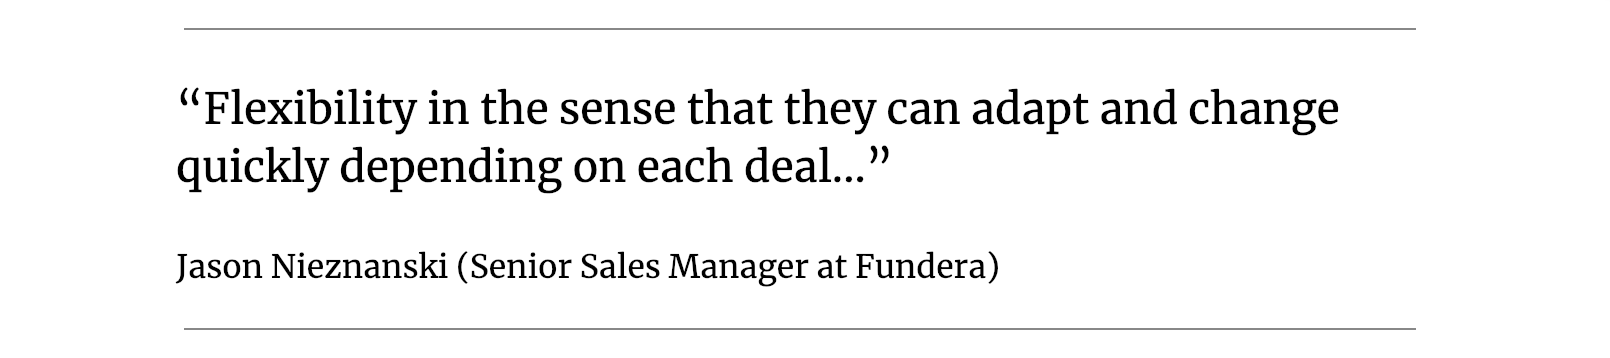 “Flexibility in the sense that they can adapt and change
quickly depending on each deal...”
Jason Nieznanski (Senior Sales Manager at Fundera)